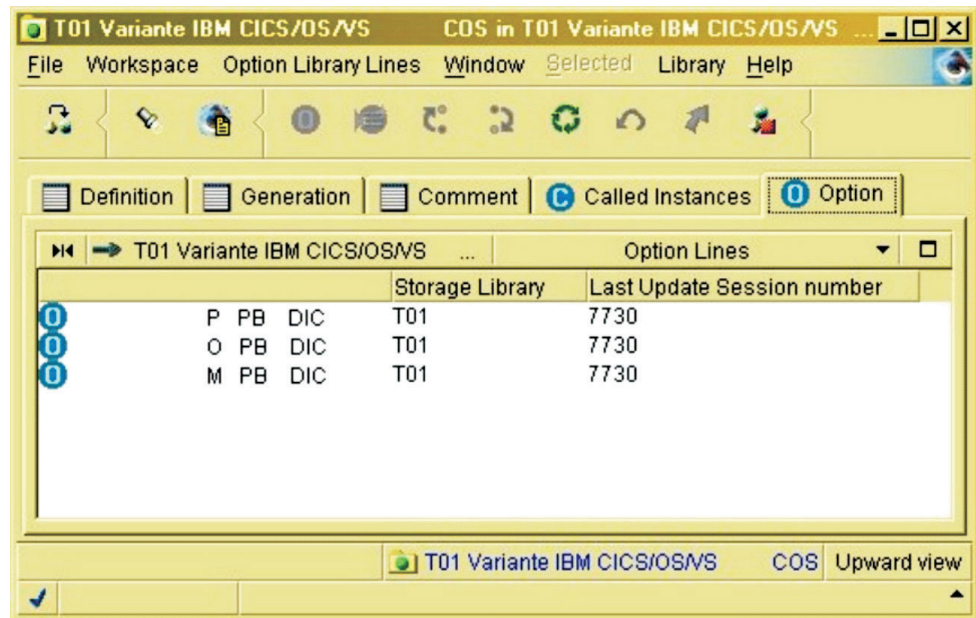 T01 Variante IBM CICS/OS/VS COS in T01 Variante IBM CICS/OS/VS ...
File Workspace Option Library Lines Window Selected Library Help
Definition Generation Comment C Called Instances O Option
T01 Variante IBM CICS/OS/VS ... Option Lines
Storage Library Last Update Session number
O P PB DIC T01 7730
O O PB DIC T01 7730
O M PB DIC T01 7730
T01 Variante IBM CICS/OS/VS COS Upward view